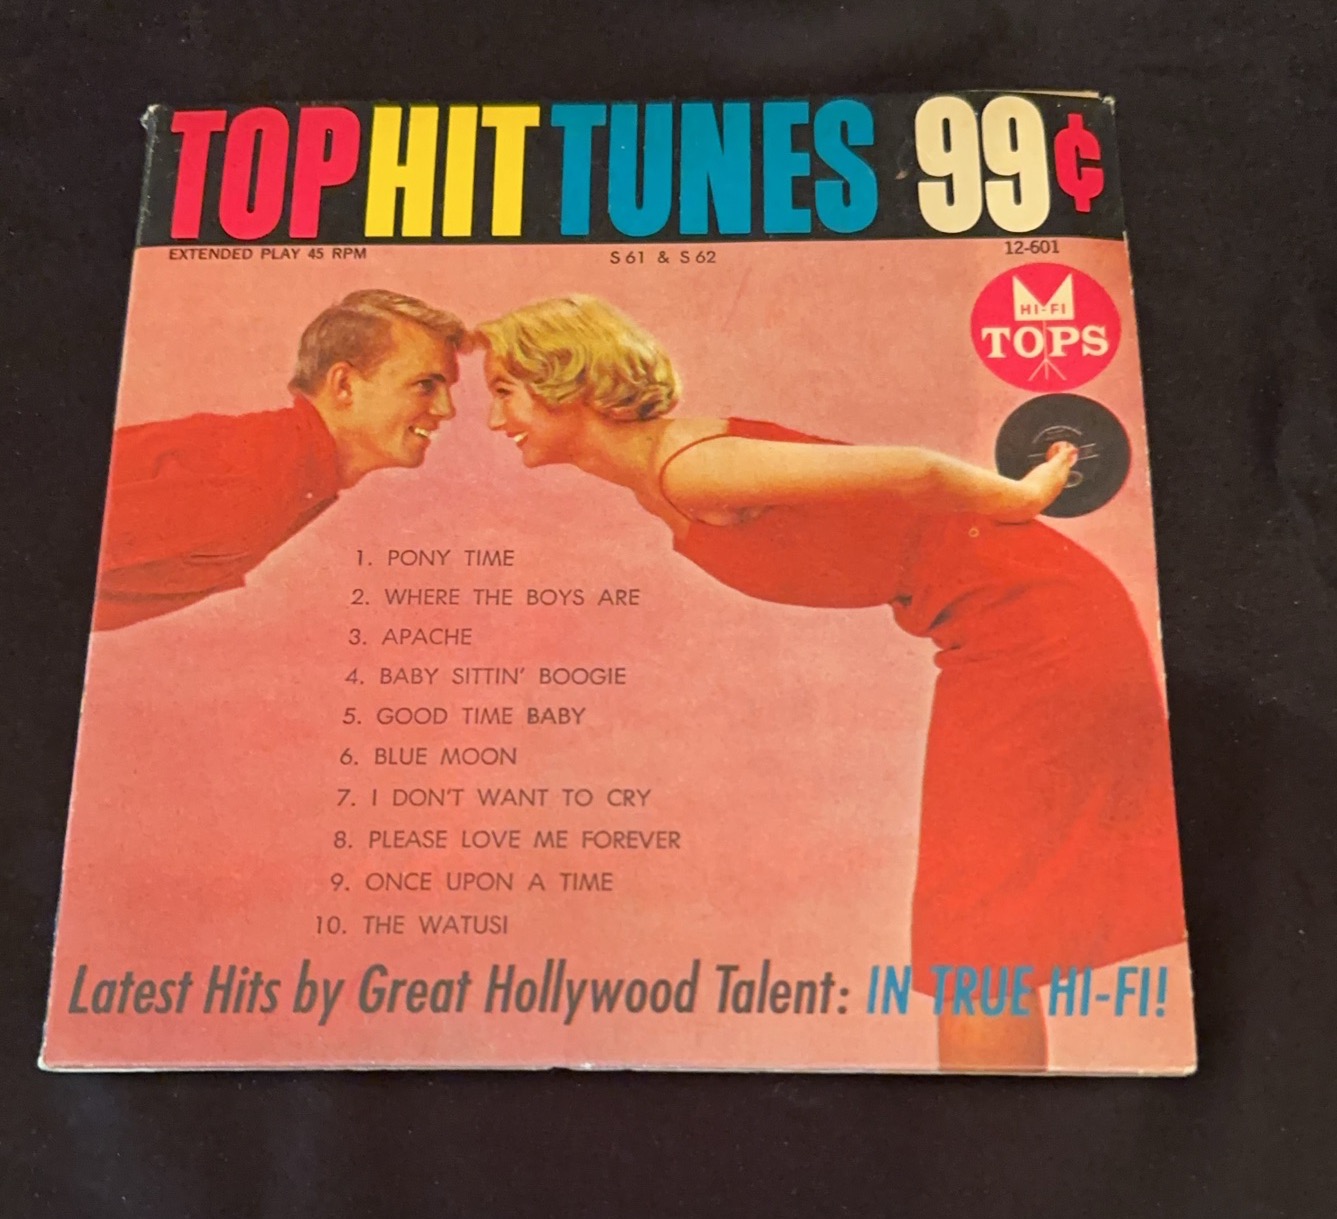 TOP HIT TUNES 99¢
EXTENDED PLAY 45 RPM
S 61 & S 62
12-601
HI-FI
TOPS
1. PONY TIME
2. WHERE THE BOYS ARE
3. APACHE
4. BABY SITTIN' BOOGIE
5. GOOD TIME BABY
6. BLUE MOON
7. I DON'T WANT TO CRY
8. PLEASE LOVE ME FOREVER
9. ONCE UPON A TIME
10. THE WATUSI
Latest Hits by Great Hollywood Talent: IN TRUE HI-FI!